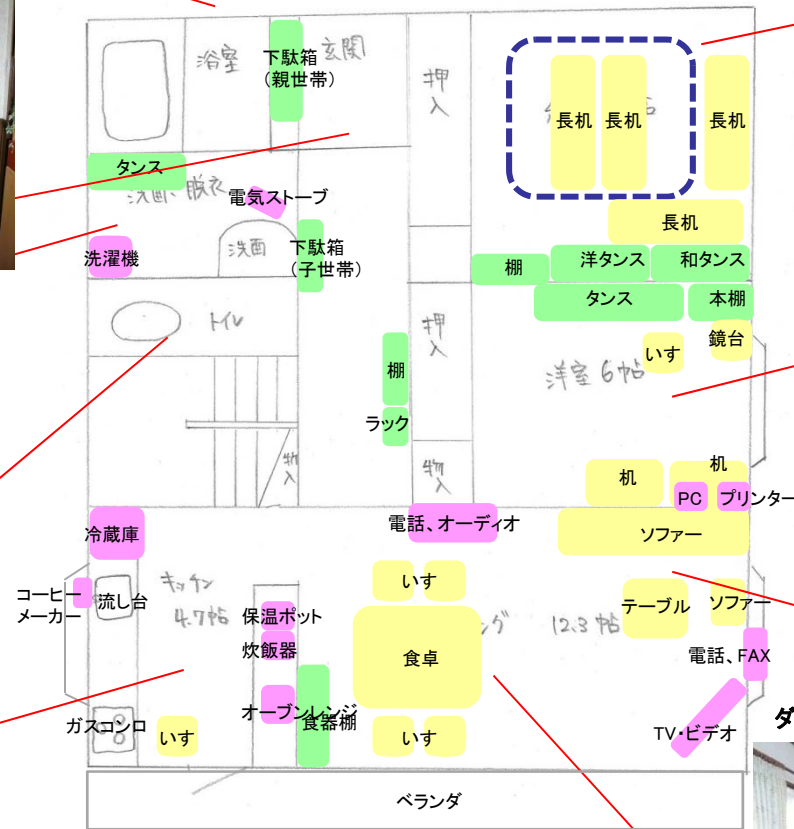 浴室
下駄箱
(親世帯)
玄関
押
入
長机
長机
長机
タンス
洗面、脱衣
電気ストーブ
長机
洗濯機
洗面
下駄箱
(子世帯)
棚
洋タンス
和タンス
タンス
本棚
トイレ
押
入
洋室 6帖
いす
鏡台
棚
ラック
物
入
物
入
机
机
PC
プリンター
冷蔵庫
電話、オーディオ
ソファー
コーヒー
メーカー
流し台
キッチン
4.7帖
保温ポット
炊飯器
いす
食卓
ング
12.3帖
テーブル
ソファー
電話、FAX
オーブンレンジ
食器棚
ガスコンロ
いす
いす
TV・ビデオ
ダ
ベランダ